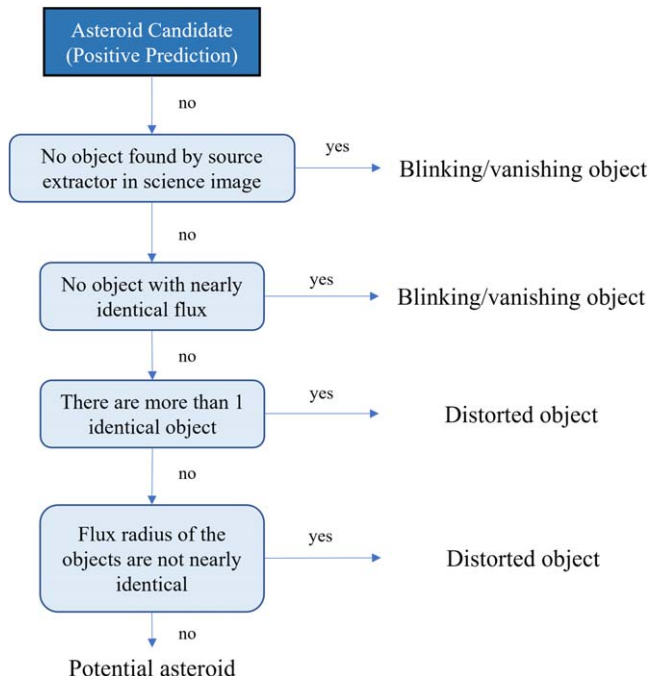 Asteroid Candidate
(Positive Prediction)
no
No object found by source
extractor in science image
yes
Blinking/vanishing object
no
No object with nearly
identical flux
yes
Blinking/vanishing object
no
There are more than 1
identical object
yes
Distorted object
no
Flux radius of the
objects are not nearly
identical
yes
Distorted object
no
Potential asteroid